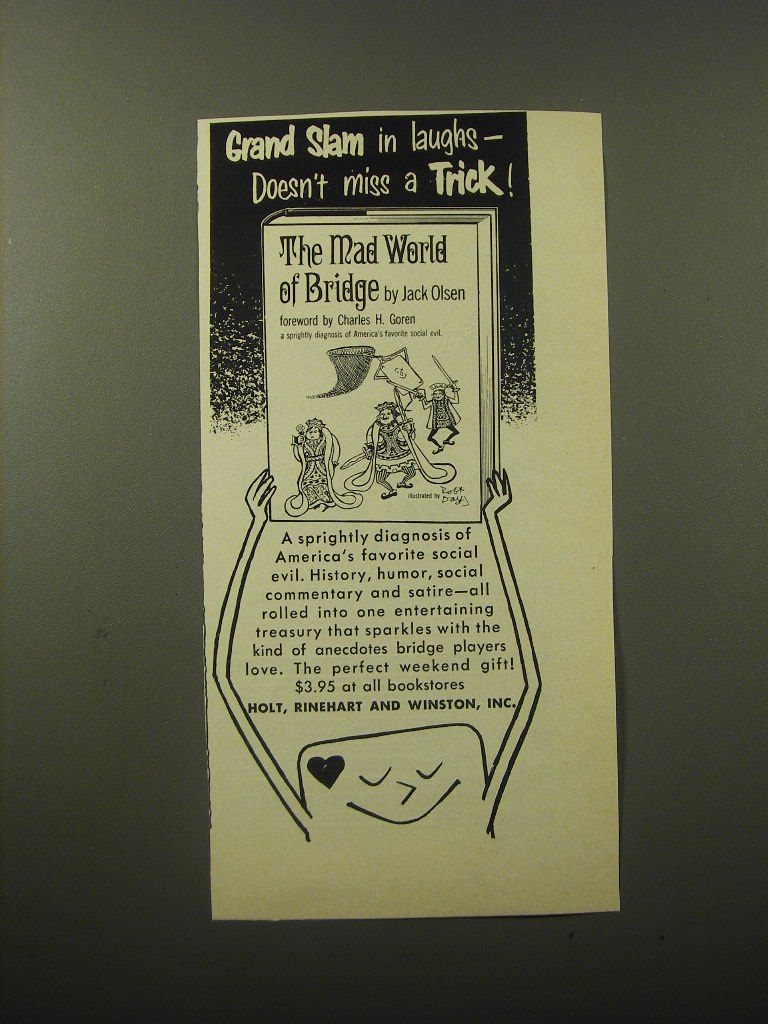 Grand Slam in laughs—
Doesn't miss a Trick!
The Mad World
of Bridge by Jack Olsen
foreword by Charles H. Goren
a sprightly diagnosis of America's favorite social evil.
illustrated by
A sprightly diagnosis of
America's favorite social
evil. History, humor, social
commentary and satire—all
rolled into one entertaining
treasury that sparkles with the
kind of anecdotes bridge players
love. The perfect weekend gift!
$3.95 at all bookstores
HOLT, RINEHART AND WINSTON, INC.